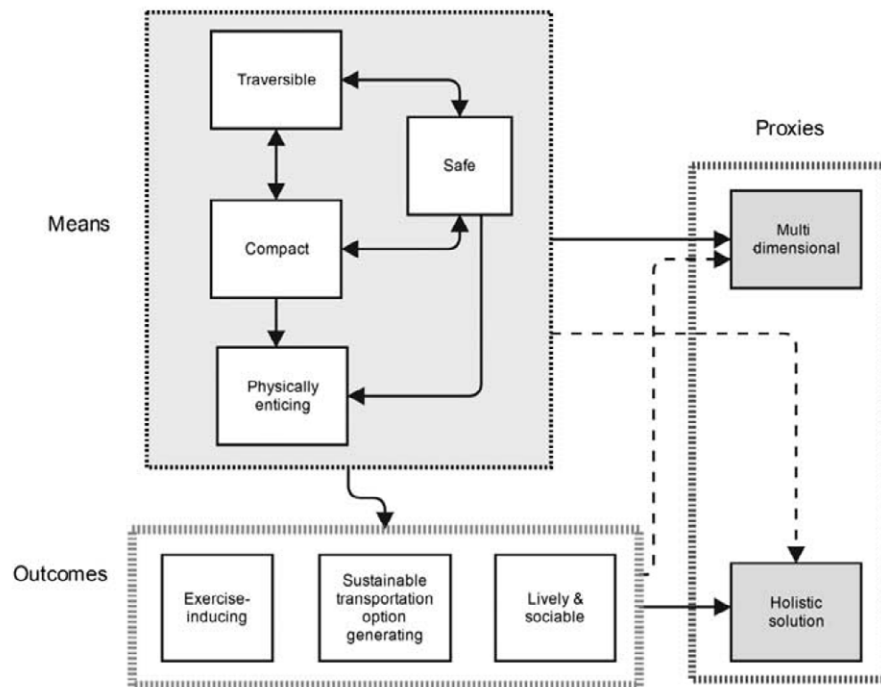 Means
Traversible
Safe
Compact
Physically
enticing
Proxies
Multi
dimensional
Outcomes
Exercise-
inducing
Sustainable
transportation
option
generating
Lively &
sociable
Holistic
solution